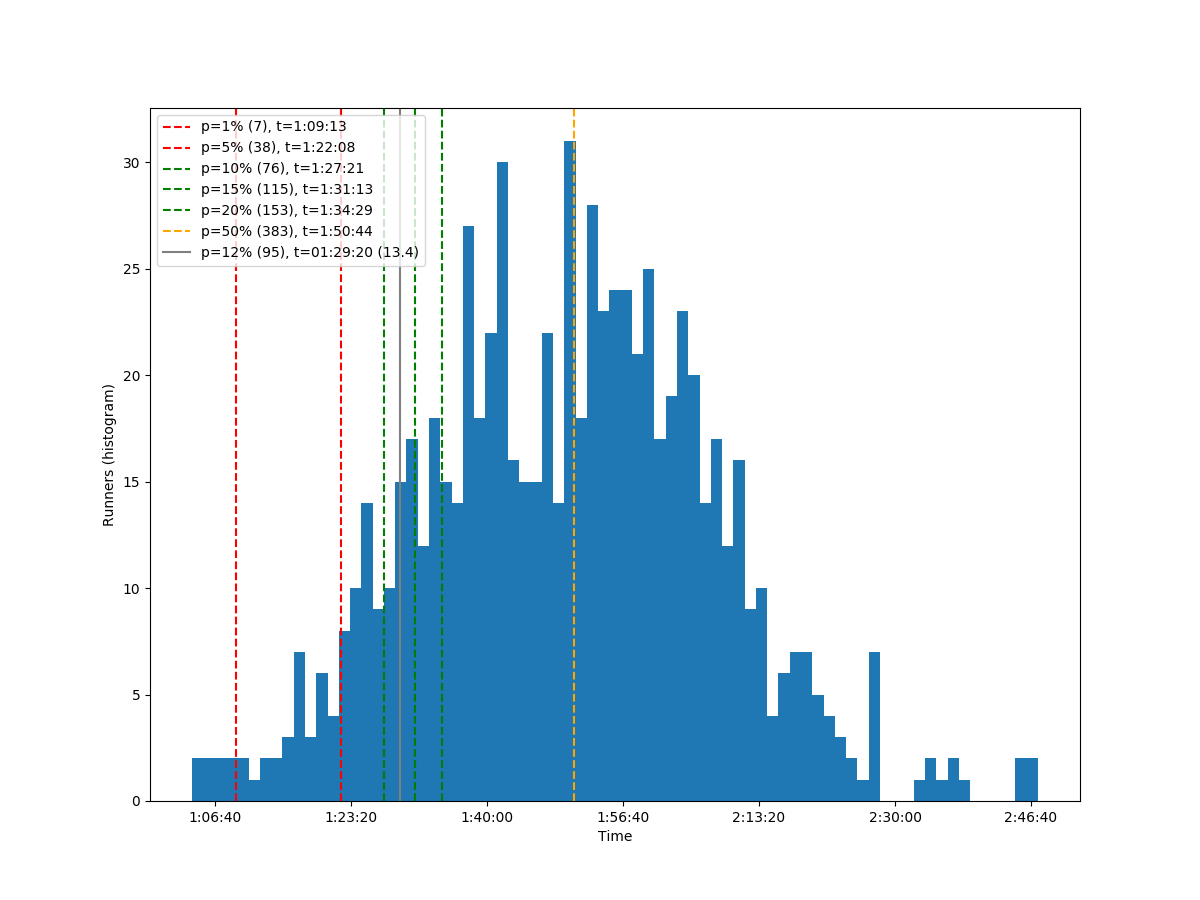 p=1% (7), t=1:09:13
p=5% (38), t=1:22:08
p=10% (76), t=1:27:21
p=15% (115), t=1:31:13
p=20% (153), t=1:34:29
p=50% (383), t=1:50:44
p=12% (95), t=01:29:20 (13.4)
30
25
20
15
10
5
0
Runners (histogram)
1:06:40
1:23:20
1:40:00
1:56:40
2:13:20
2:30:00
2:46:40
Time